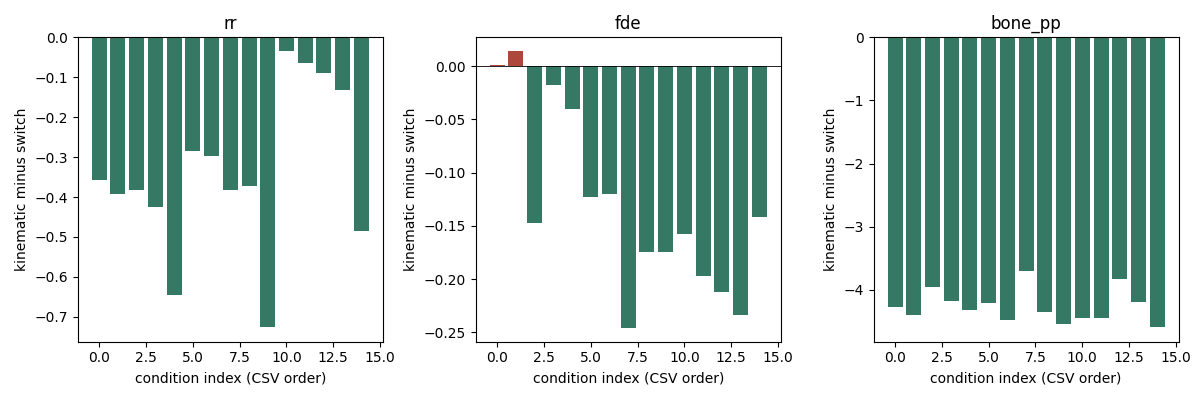 rr
kinematic minus switch
0.0
−0.1
−0.2
−0.3
−0.4
−0.5
−0.6
−0.7
0.0 2.5 5.0 7.5 10.0 12.5 15.0
condition index (CSV order)
fde
kinematic minus switch
0.00
−0.05
−0.10
−0.15
−0.20
−0.25
0.0 2.5 5.0 7.5 10.0 12.5 15.0
condition index (CSV order)
bone_pp
kinematic minus switch
0
−1
−2
−3
−4
0.0 2.5 5.0 7.5 10.0 12.5 15.0
condition index (CSV order)